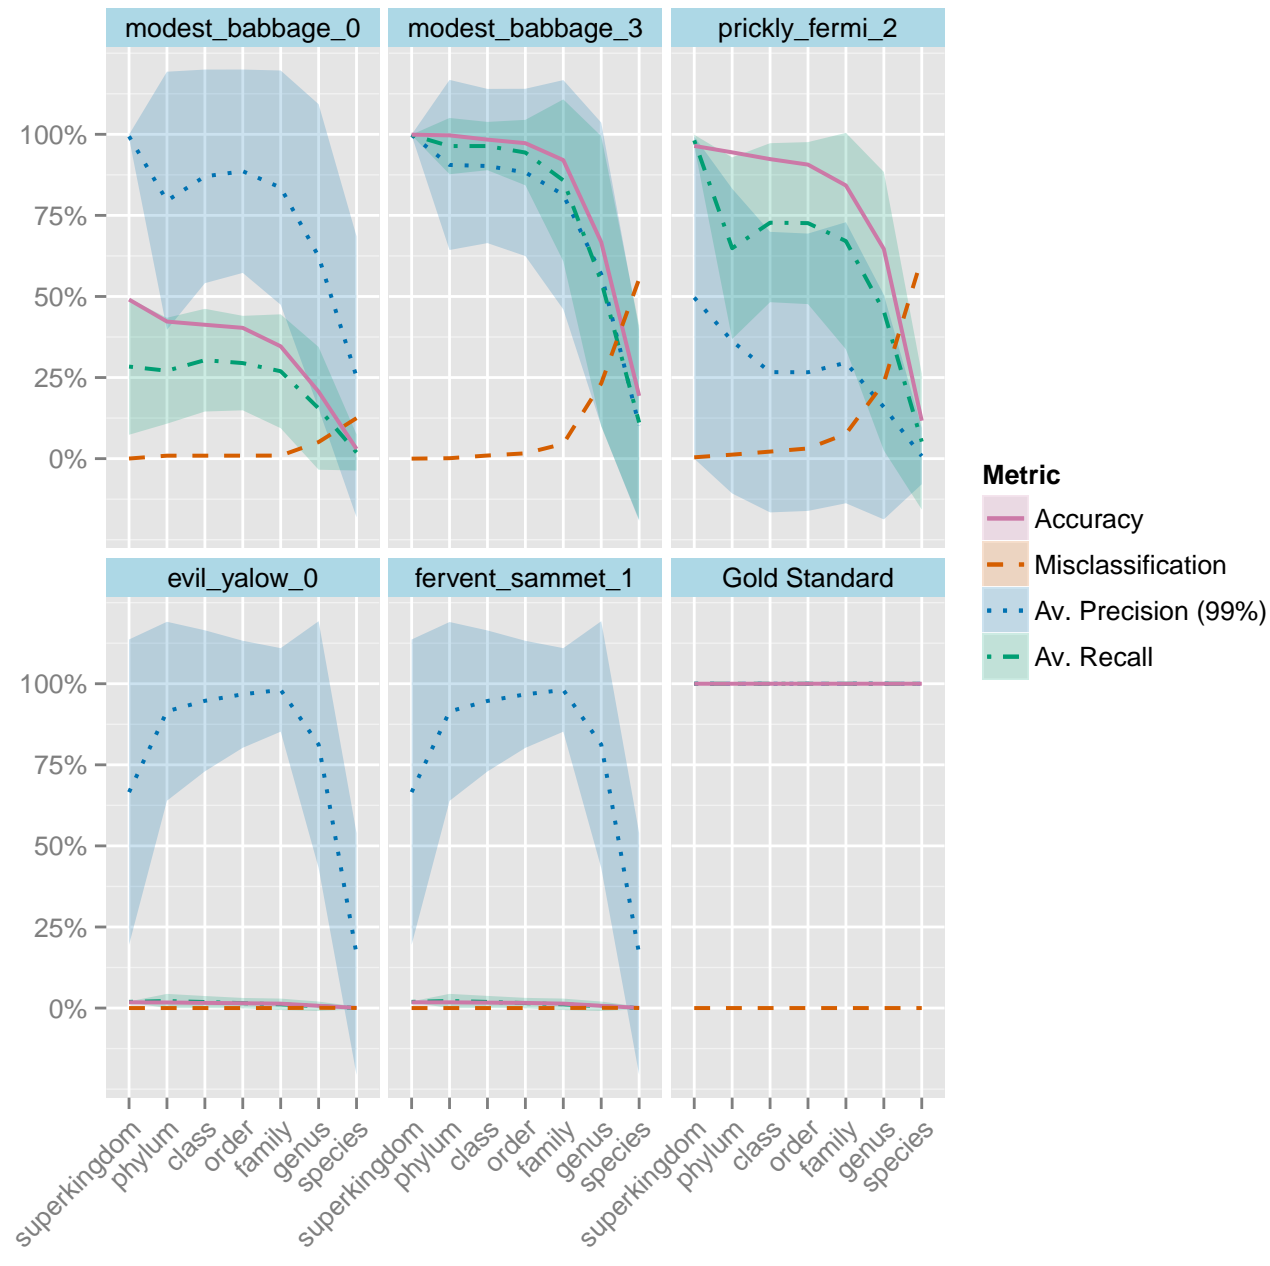 modest_babbage_0 modest_babbage_3 prickly_fermi_2
100%
75%
50%
25%
0%
evil_yalow_0 fervent_sammet_1 Gold Standard
100%
75%
50%
25%
0%
superkingdom phylum class order family genus species
superkingdom phylum class order family genus species
superkingdom phylum class order family genus species
Metric
Accuracy
Misclassification
Av. Precision (99%)
Av. Recall